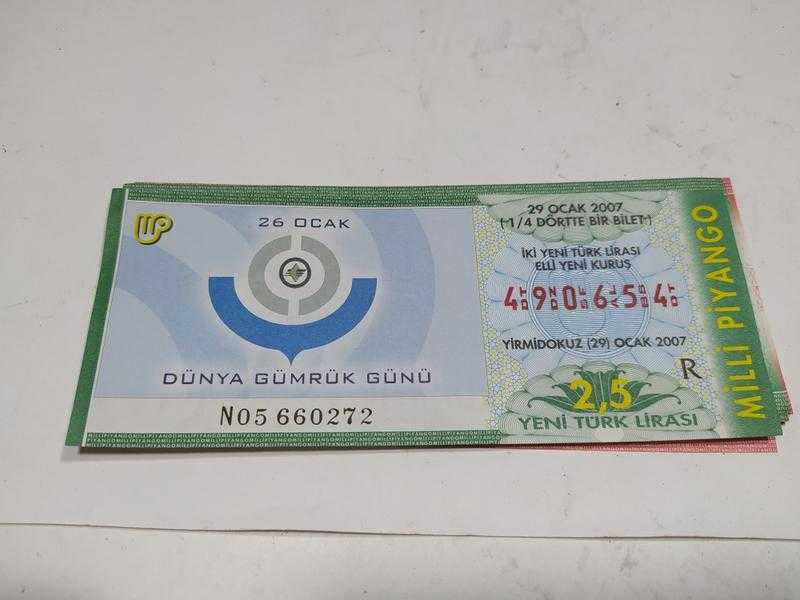 26 OCAK
DÜNYA GÜMRÜK GÜNÜ
N05 660272
29 OCAK 2007
(1/4 DÖRTTE BİR BİLET)
İKİ YENİ TÜRK LİRASI
ELLİ YENİ KURUŞ
490654
YİRMİDOKUZ (29) OCAK 2007
R
2,5
YENİ TÜRK LİRASI
MİLLİ PİYANGO